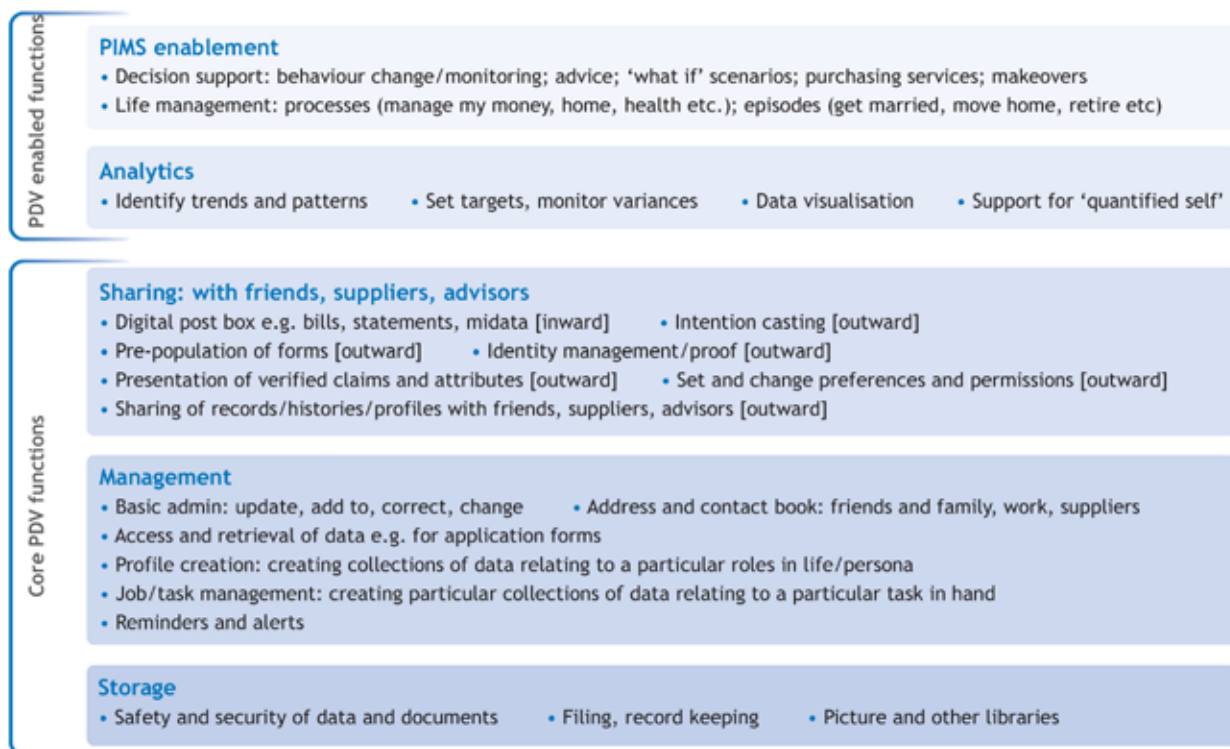 PDV enabled functions
PIMS enablement
• Decision support: behaviour change/monitoring; advice; ‘what if’ scenarios; purchasing services; makeovers
• Life management: processes (manage my money, home, health etc.); episodes (get married, move home, retire etc)
Analytics
• Identify trends and patterns • Set targets, monitor variances • Data visualisation • Support for ‘quantified self’
Core PDV functions
Sharing: with friends, suppliers, advisors
• Digital post box e.g. bills, statements, midata [inward] • Intention casting [outward]
• Pre-population of forms [outward] • Identity management/proof [outward]
• Presentation of verified claims and attributes [outward] • Set and change preferences and permissions [outward]
• Sharing of records/histories/profiles with friends, suppliers, advisors [outward]
Management
• Basic admin: update, add to, correct, change • Address and contact book: friends and family, work, suppliers
• Access and retrieval of data e.g. for application forms
• Profile creation: creating collections of data relating to a particular roles in life/persona
• Job/task management: creating particular collections of data relating to a particular task in hand
• Reminders and alerts
Storage
• Safety and security of data and documents • Filing, record keeping • Picture and other libraries